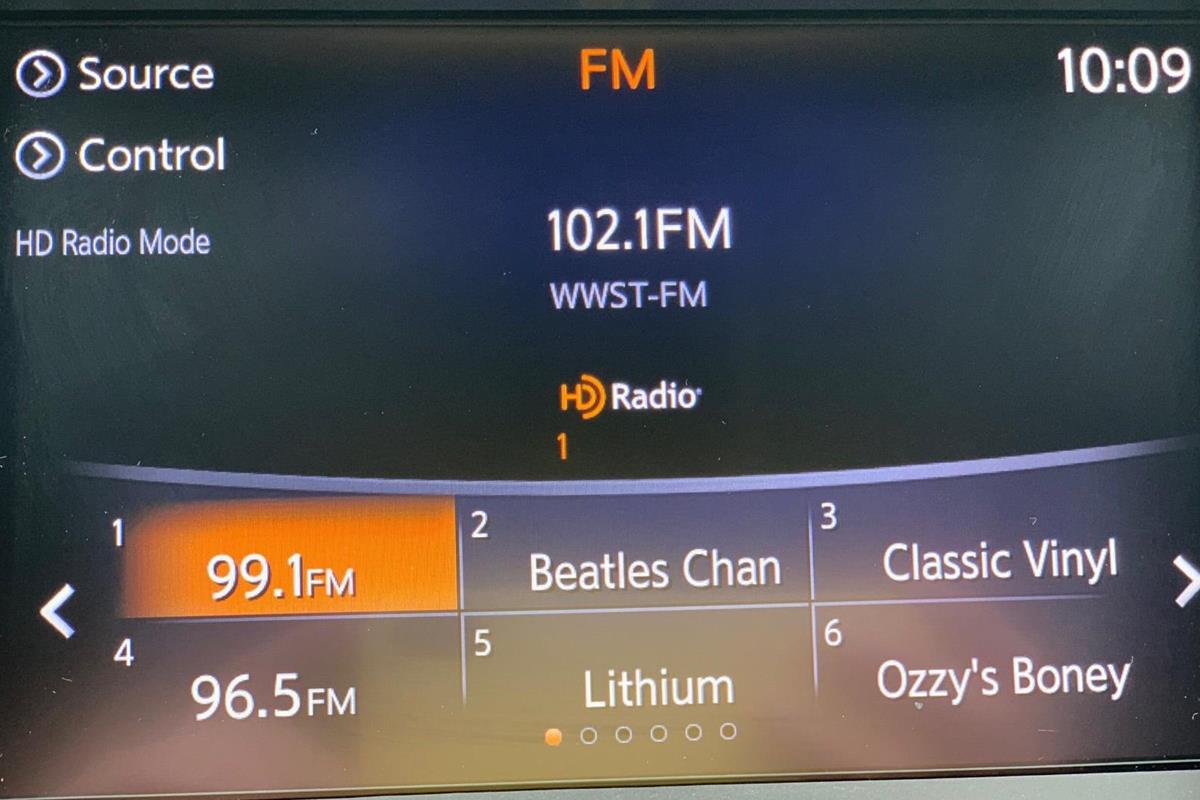 Source
FM
10:09
Control
HD Radio Mode
102.1FM
WWST-FM
HD Radio®
1
1
99.1FM
2
Beatles Chan
3
Classic Vinyl
4
96.5FM
5
Lithium
6
Ozzy's Boney